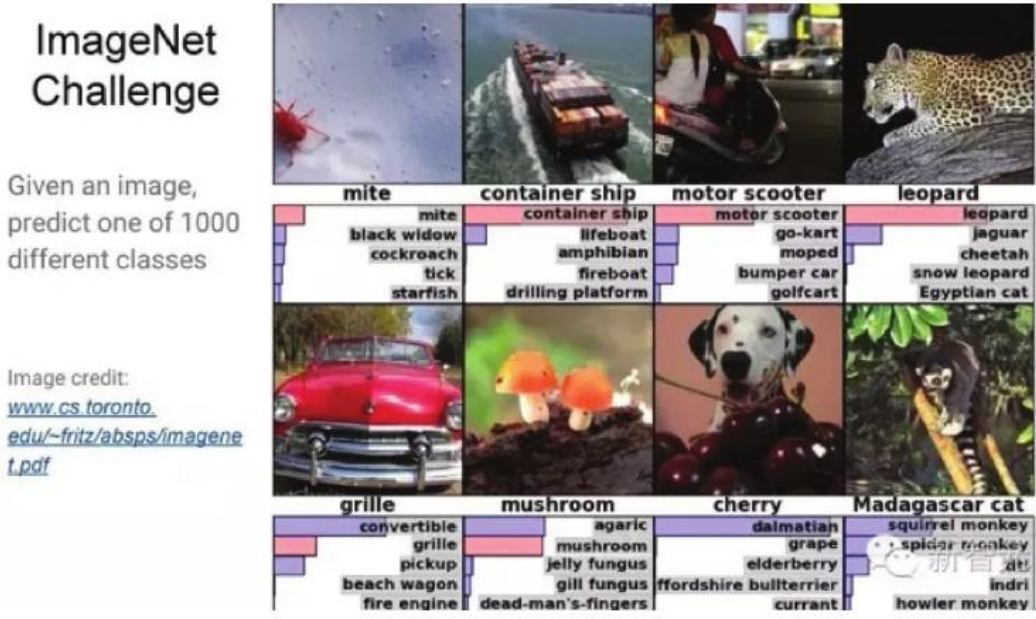 ImageNet
Challenge
Given an image,
predict one of 1000
different classes
Image credit:
www.cs.toronto.
edu/~fritz/absps/imagene
t.pdf
mite
mite
black widow
cockroach
tick
starfish
container ship
container ship
lifeboat
amphibian
fireboat
drilling platform
motor scooter
motor scooter
go-kart
moped
bumper car
golfcart
leopard
leopard
jaguar
cheetah
snow leopard
Egyptian cat
grille
convertible
grille
pickup
beach wagon
fire engine
mushroom
agaric
mushroom
jelly fungus
gill fungus
dead-man's-fingers
cherry
dalmatian
grape
elderberry
ffordshire bullterrier
currant
Madagascar cat
squirrel monkey
spider monkey
indri
howler monkey